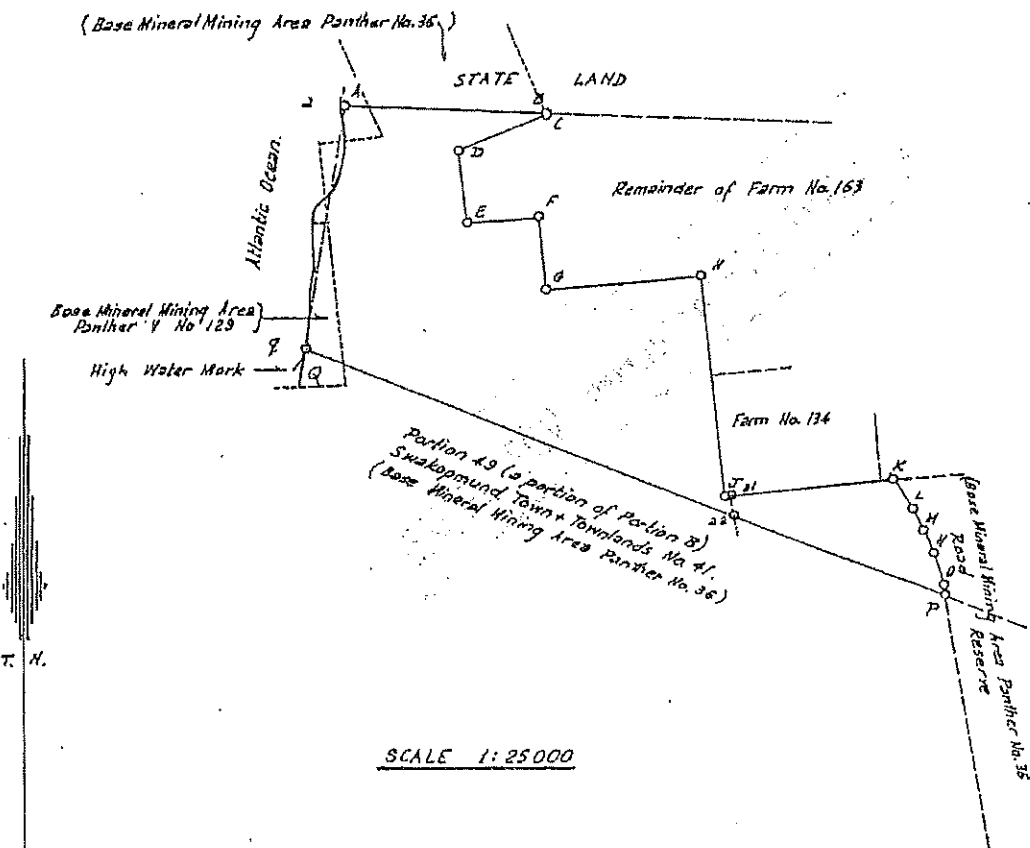 (Base Mineral Mining Area Panther No. 36)
STATE LAND
A
B
C
D
Remainder of Farm No. 163
E
F
Atlantic Ocean.
G
H
Base Mineral Mining Area
Panther V No 129
q
High Water Mark
Q
Farm No. 134
Portion 49 (a portion of Portion B)
Swakopmund Town + Townlands No. 41.
(Base Mineral Mining Area Panther No. 36)
J
21
K
22
L
M
N
O
P
Road
Reserve
(Base Mineral Mining Area Panther No. 36
T. N.
SCALE 1:25000